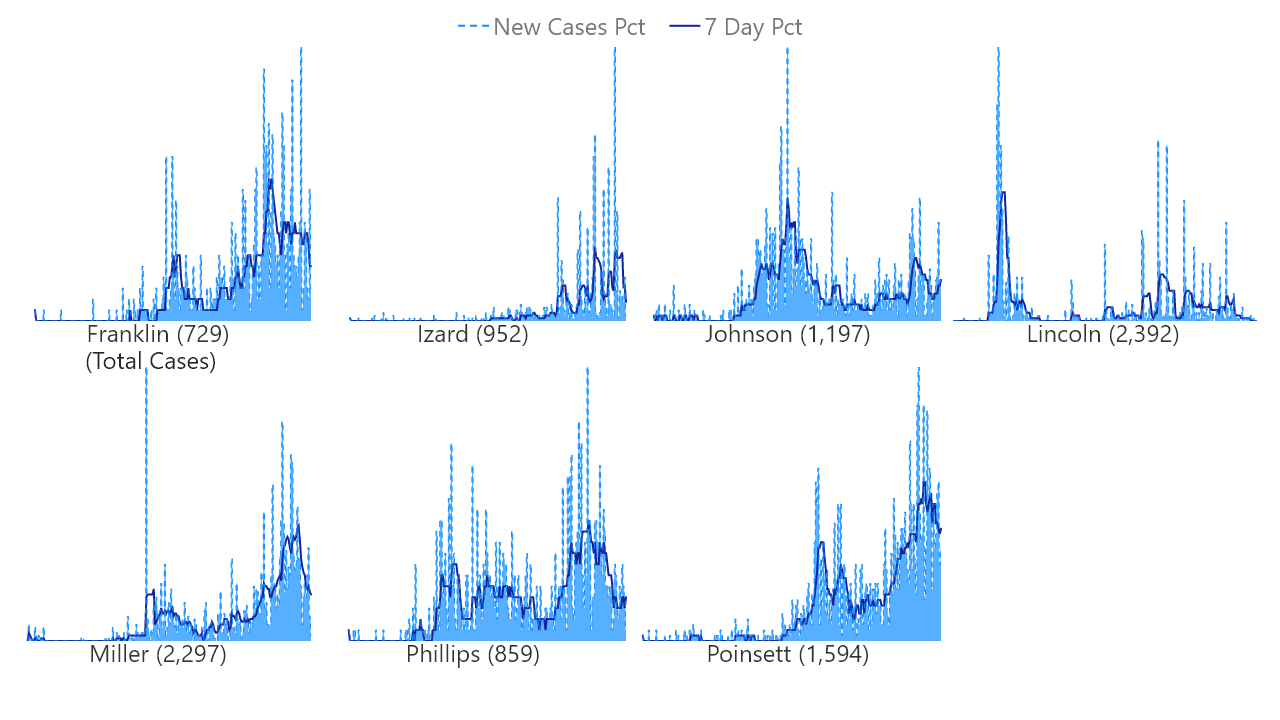 New Cases Pct 7 Day Pct
Franklin (729) Izard (952) Johnson (1,197) Lincoln (2,392)
(Total Cases)
Miller (2,297) Phillips (859) Poinsett (1,594)